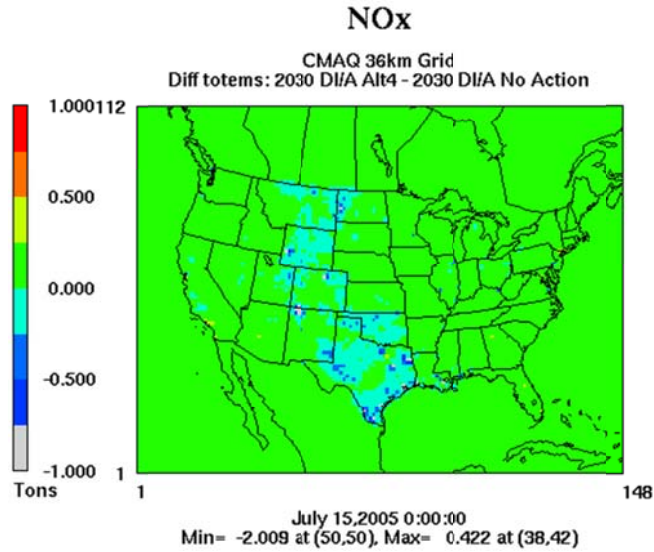 NOx
CMAQ 36km Grid
Diff totems: 2030 DI/A Alt4 - 2030 DI/A No Action
1.000
112
0.500
0.000
-0.500
-1.000
1
Tons
1
148
July 15,2005 0:00:00
Min= -2.009 at (50,50), Max= 0.422 at (38,42)